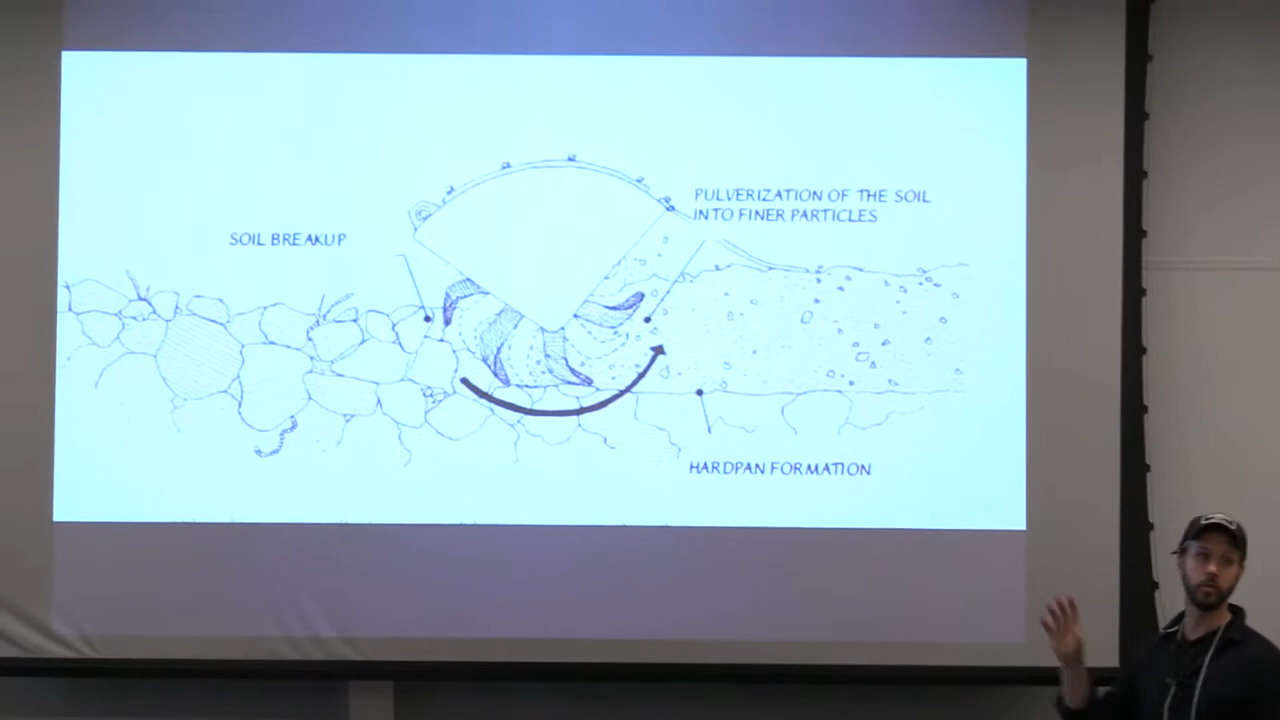 SOIL BREAKUP
PULVERIZATION OF THE SOIL
INTO FINER PARTICLES
HARDPAN FORMATION